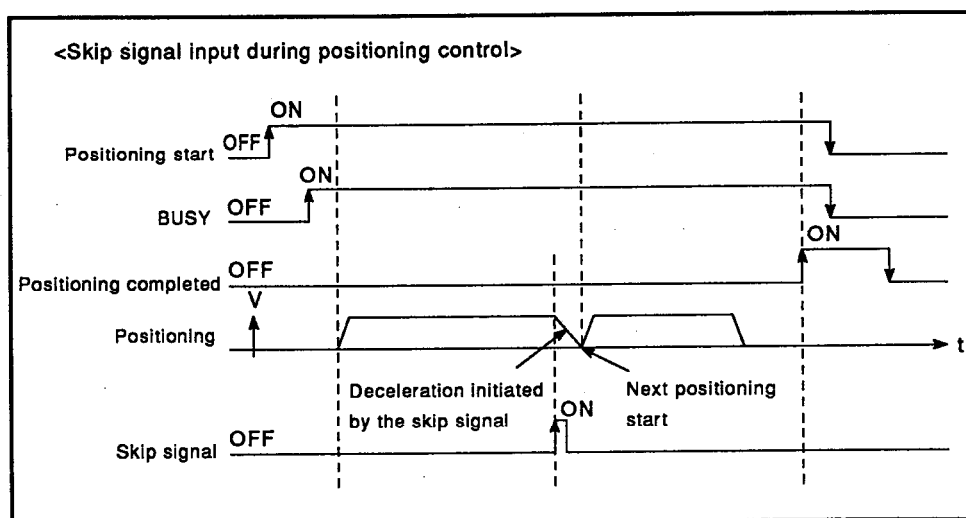 <Skip signal input during positioning control>
ON
OFF
Positioning start
ON
OFF
BUSY
ON
OFF
Positioning completed
V
Positioning
t
Deceleration initiated
by the skip signal
Next positioning
start
ON
OFF
Skip signal